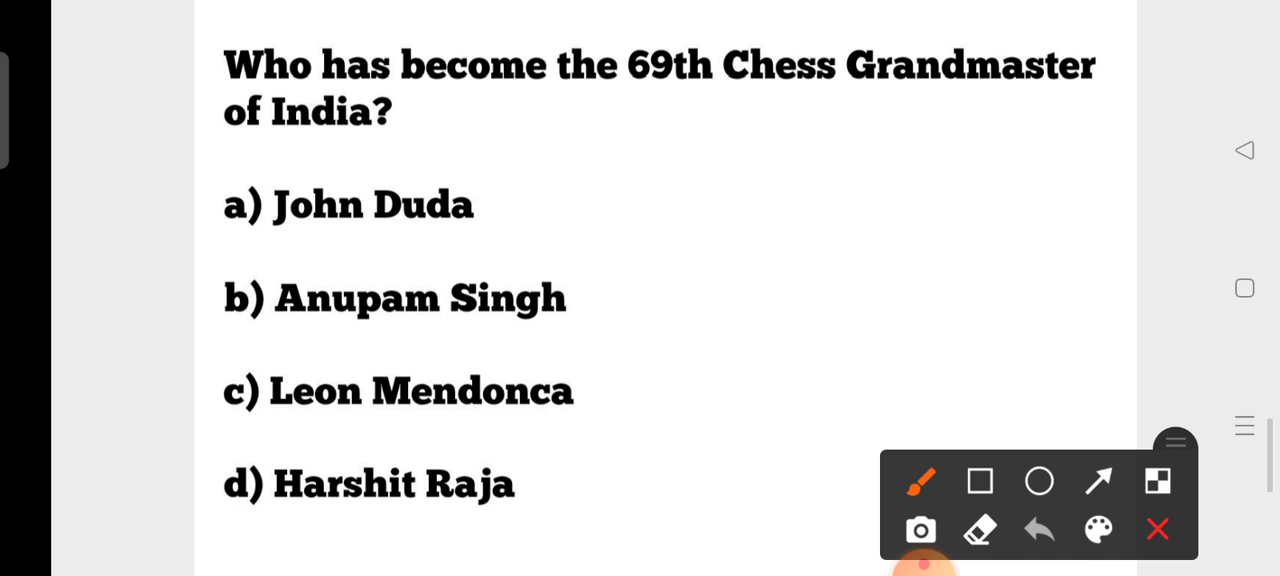 Who has become the 69th Chess Grandmaster
of India?
a) John Duda
b) Anupam Singh
c) Leon Mendonca
d) Harshit Raja